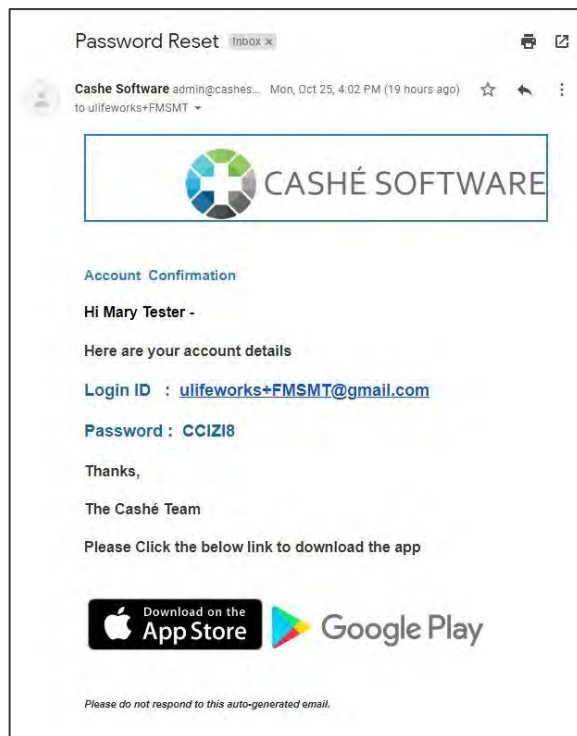 Password Reset Inbox x
Cashe Software admin@cashes... Mon, Oct 25, 4:02 PM (19 hours ago)
to ulifeworks+FMSMT
CASHÉ SOFTWARE
Account Confirmation
Hi Mary Tester -
Here are your account details
Login ID : ulifeworks+FMSMT@gmail.com
Password : CCIZI8
Thanks,
The Cashé Team
Please Click the below link to download the app
Download on the
App Store
Google Play
Please do not respond to this auto-generated email.